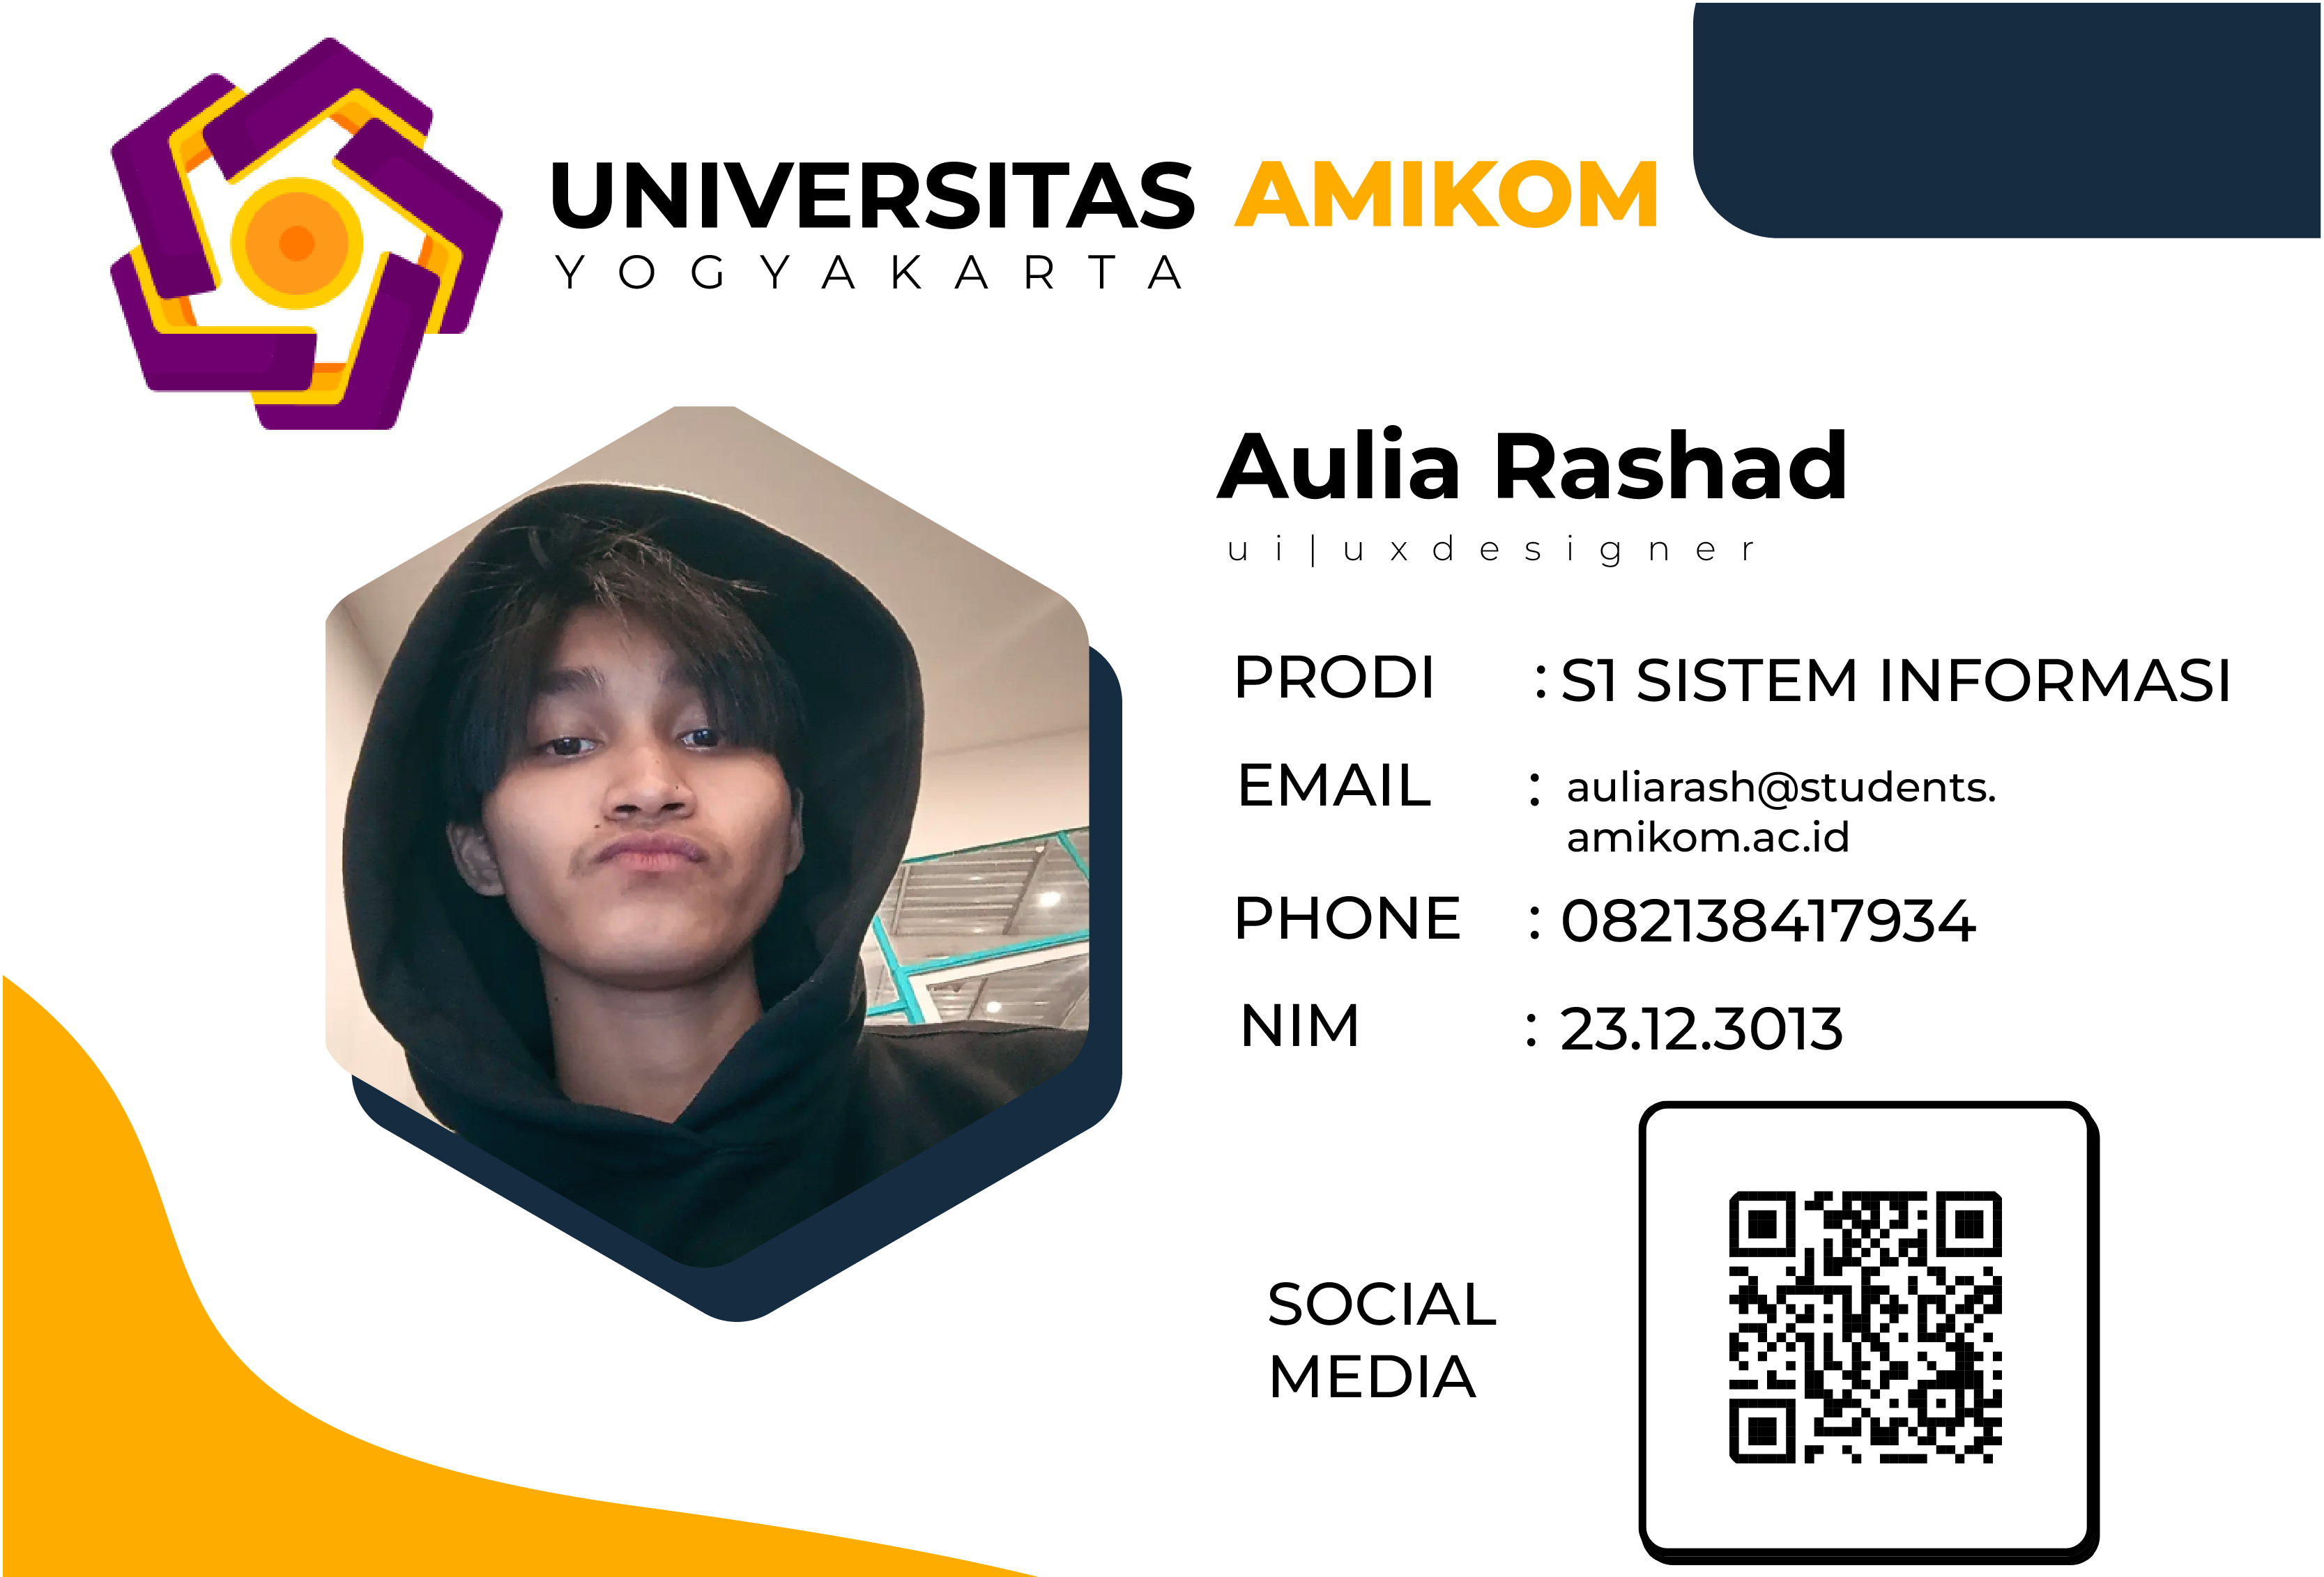 UNIVERSITAS AMIKOM
YOGYAKARTA
Aulia Rashad
ui|uxdesigner
PRODI : S1 SISTEM INFORMASI
EMAIL : auliarash@students.
amikom.ac.id
PHONE : 082138417934
NIM : 23.12.3013
SOCIAL
MEDIA